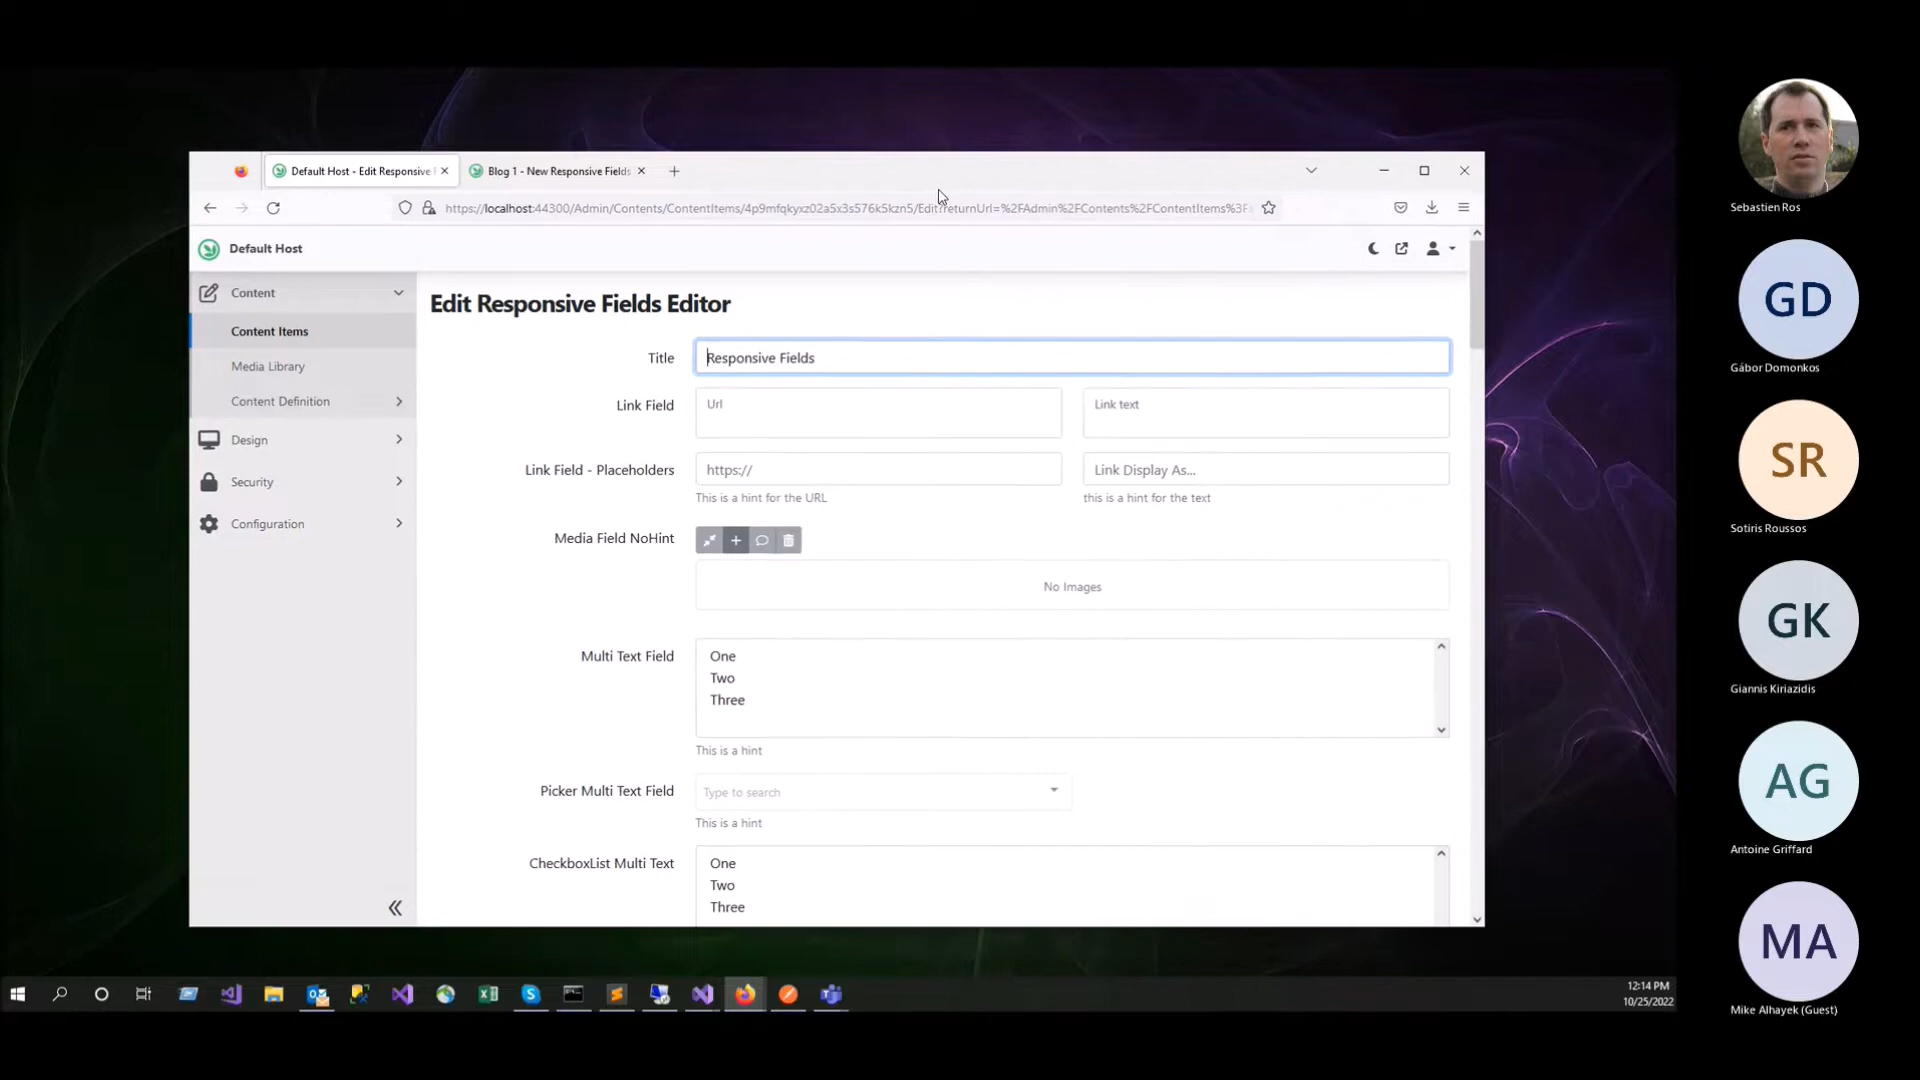 Default Host - Edit Responsive F
Blog 1 - New Responsive Fields
https://localhost:44300/Admin/Contents/ContentItems/4p9mfqkyxz02a5x3s576k5kzn5/Edit?returnUrl=%2FAdmin%2FContents%2FContentItems%3F
Default Host
Content
Content Items
Media Library
Content Definition
Design
Security
Configuration
Edit Responsive Fields Editor
Title
Responsive Fields
Link Field
Url
Link text
Link Field - Placeholders
https://
Link Display As...
This is a hint for the URL
this is a hint for the text
Media Field NoHint
No Images
Multi Text Field
One
Two
Three
This is a hint
Picker Multi Text Field
Type to search
This is a hint
CheckboxList Multi Text
One
Two
Three
12:14 PM
10/25/2022
Sebastien Ros
GD
Gábor Domonkos
SR
Sotiris Roussos
GK
Giannis Kiriazidis
AG
Antoine Griffard
MA
Mike Alhayek (Guest)